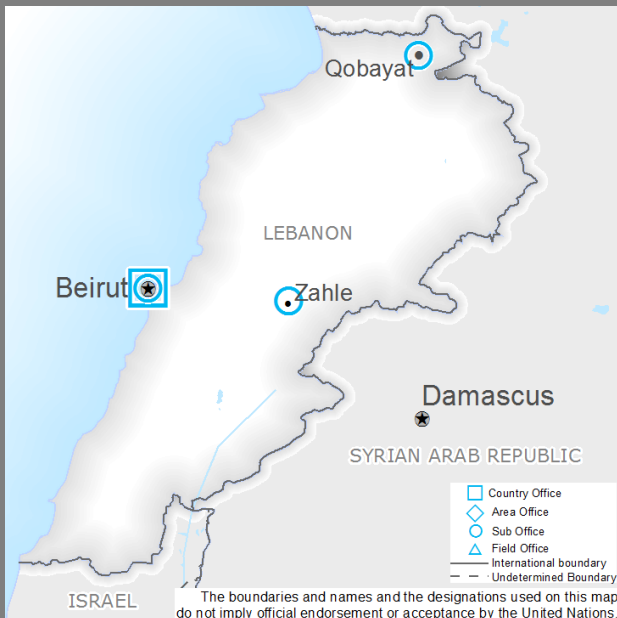 Qobayat
LEBANON
Beirut
Zahle
Damascus
SYRIAN ARAB REPUBLIC
Country Office
Area Office
Sub Office
Field Office
International boundary
Undetermined Boundary
The boundaries and names and the designations used on this map
ISRAEL
do not imply official endorsement or acceptance by the United Nations.